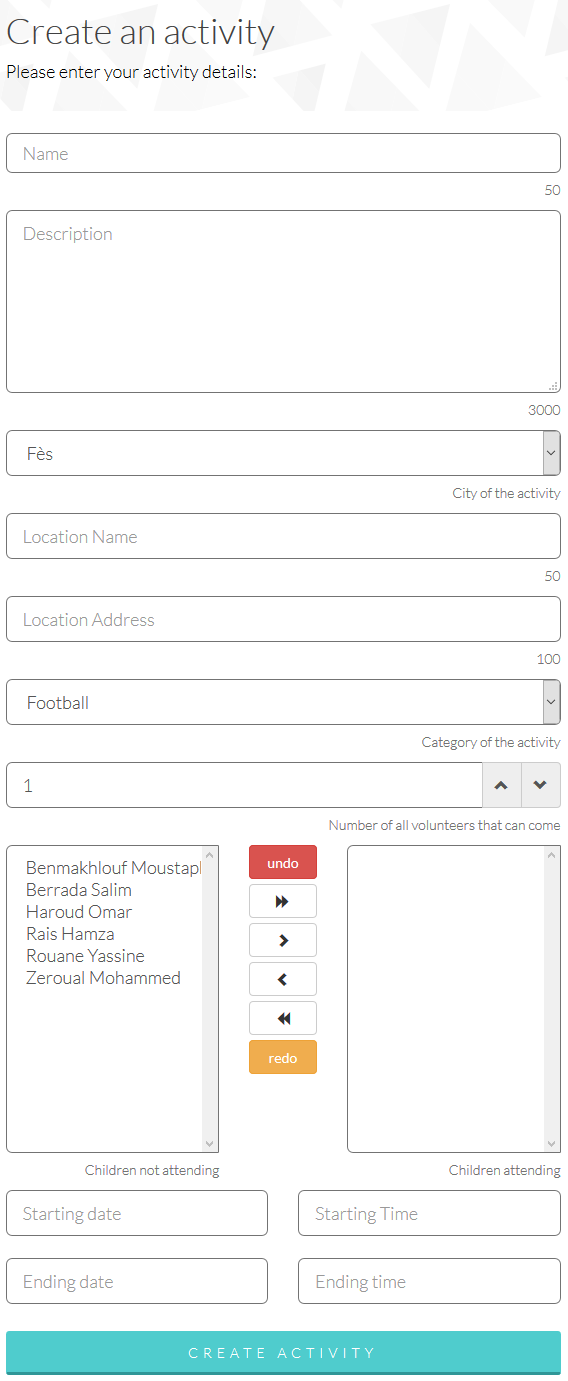 Create an activity
Please enter your activity details:
Name
50
Description
3000
Fès
City of the activity
Location Name
50
Location Address
100
Football
Category of the activity
1
Number of all volunteers that can come
Benmakhlouf Moustapl
Berrada Salim
Haroud Omar
Rais Hamza
Rouane Yassine
Zeroual Mohammed
Children not attending
undo
redo
Children attending
Starting date
Starting Time
Ending date
Ending time
CREATE ACTIVITY